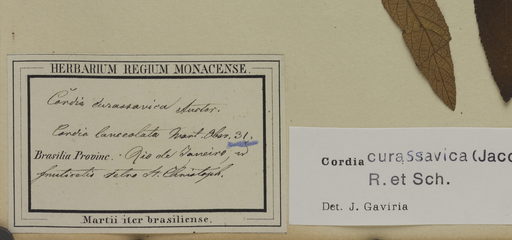 HERBARIUM REGIUM MONACENSE.
Cordia curassavica Auctor.
Cordia lanceolata Mart. Obs. 31.
Brasilia Provinc. Rio de Janeiro, in
fruticetis S. Christoph.
Martii iter brasiliense.
Cordia curassavica (Jacq
R. et Sch.
Det. J. Gaviria